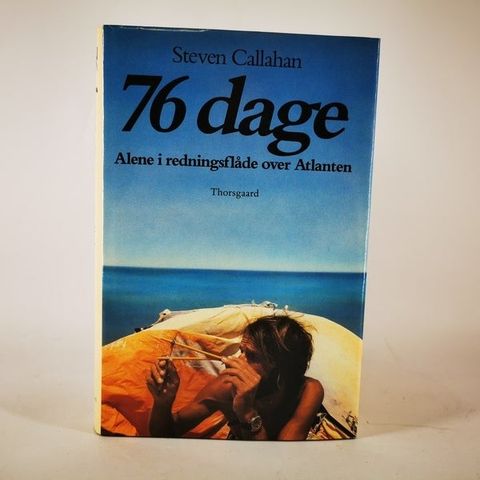 Steven Callahan
76 dage
Alene i redningsflåde over Atlanten
Thorsgaard